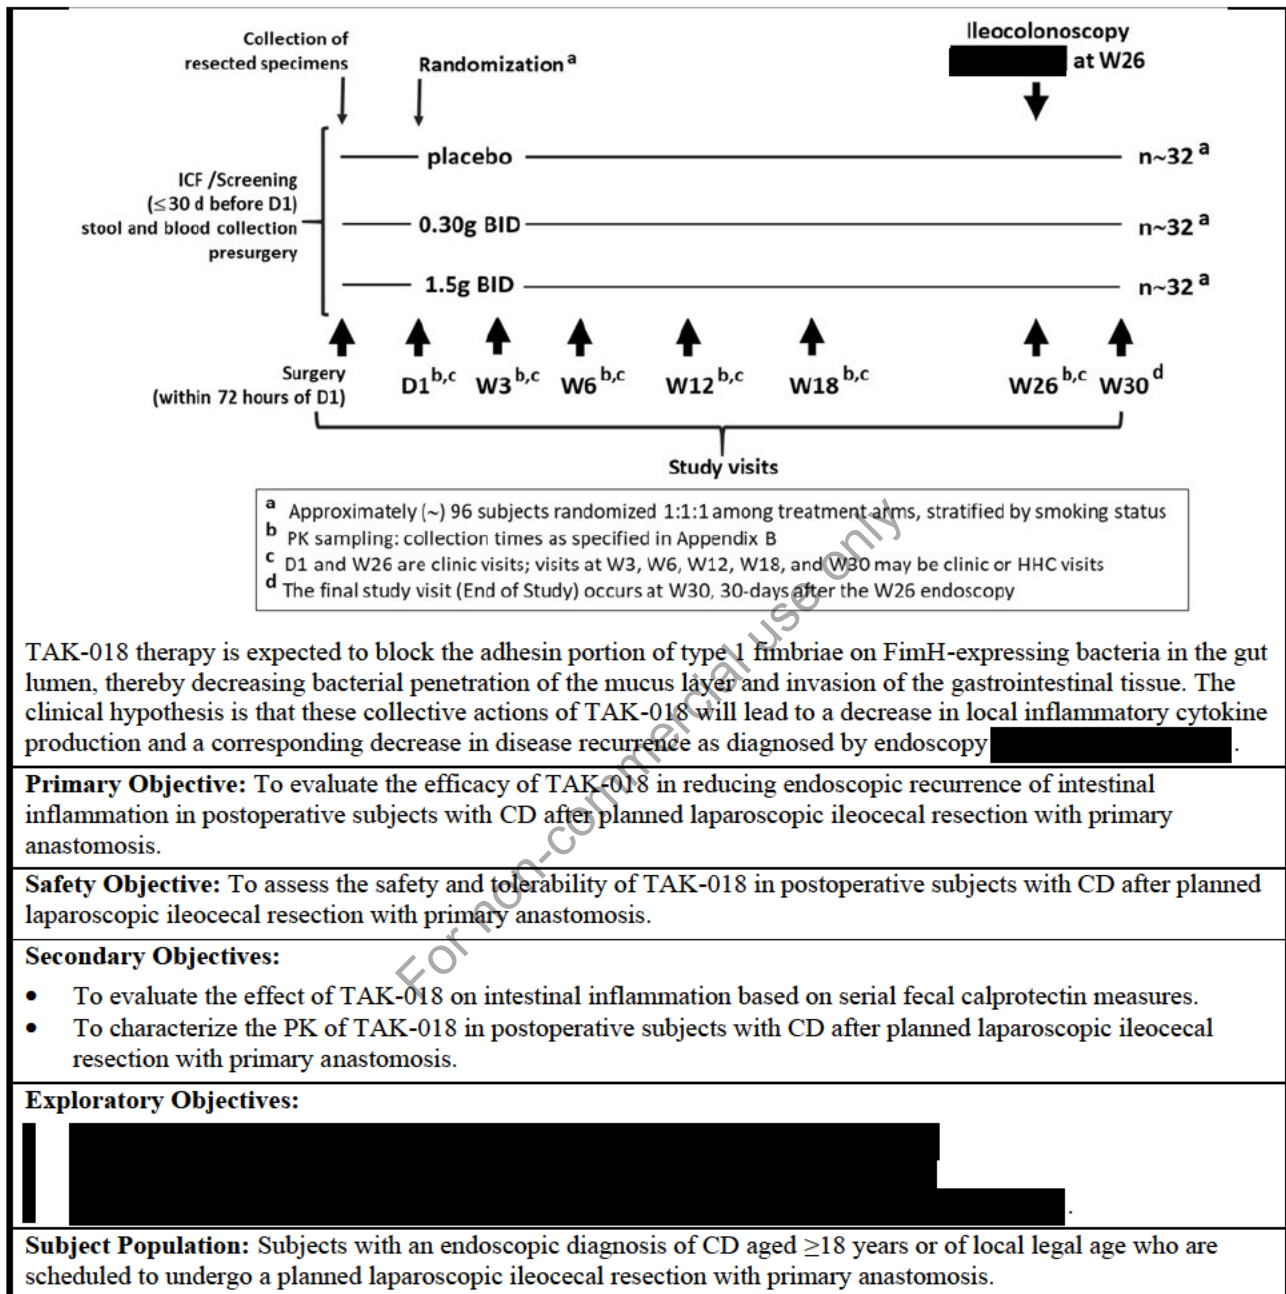 Collection of
resected specimens
Randomization a
Ileocolonoscopy
at W26
ICF /Screening
(≤30 d before D1)
stool and blood collection
presurgery
placebo
n~32 a
0.30g BID
n~32 a
1.5g BID
n~32 a
Surgery
(within 72 hours of D1)
D1 b,c W3 b,c W6 b,c W12 b,c W18 b,c W26 b,c W30 d
Study visits
a Approximately (~) 96 subjects randomized 1:1:1 among treatment arms, stratified by smoking status
b PK sampling: collection times as specified in Appendix B
c D1 and W26 are clinic visits; visits at W3, W6, W12, W18, and W30 may be clinic or HHC visits
d The final study visit (End of Study) occurs at W30, 30-days after the W26 endoscopy
TAK-018 therapy is expected to block the adhesin portion of type 1 fimbriae on FimH-expressing bacteria in the gut
lumen, thereby decreasing bacterial penetration of the mucus layer and invasion of the gastrointestinal tissue. The
clinical hypothesis is that these collective actions of TAK-018 will lead to a decrease in local inflammatory cytokine
production and a corresponding decrease in disease recurrence as diagnosed by endoscopy .
Primary Objective: To evaluate the efficacy of TAK-018 in reducing endoscopic recurrence of intestinal
inflammation in postoperative subjects with CD after planned laparoscopic ileocecal resection with primary
anastomosis.
Safety Objective: To assess the safety and tolerability of TAK-018 in postoperative subjects with CD after planned
laparoscopic ileocecal resection with primary anastomosis.
Secondary Objectives:
• To evaluate the effect of TAK-018 on intestinal inflammation based on serial fecal calprotectin measures.
• To characterize the PK of TAK-018 in postoperative subjects with CD after planned laparoscopic ileocecal
resection with primary anastomosis.
Exploratory Objectives:
.
Subject Population: Subjects with an endoscopic diagnosis of CD aged ≥18 years or of local legal age who are
scheduled to undergo a planned laparoscopic ileocecal resection with primary anastomosis.
For non-commercial use only